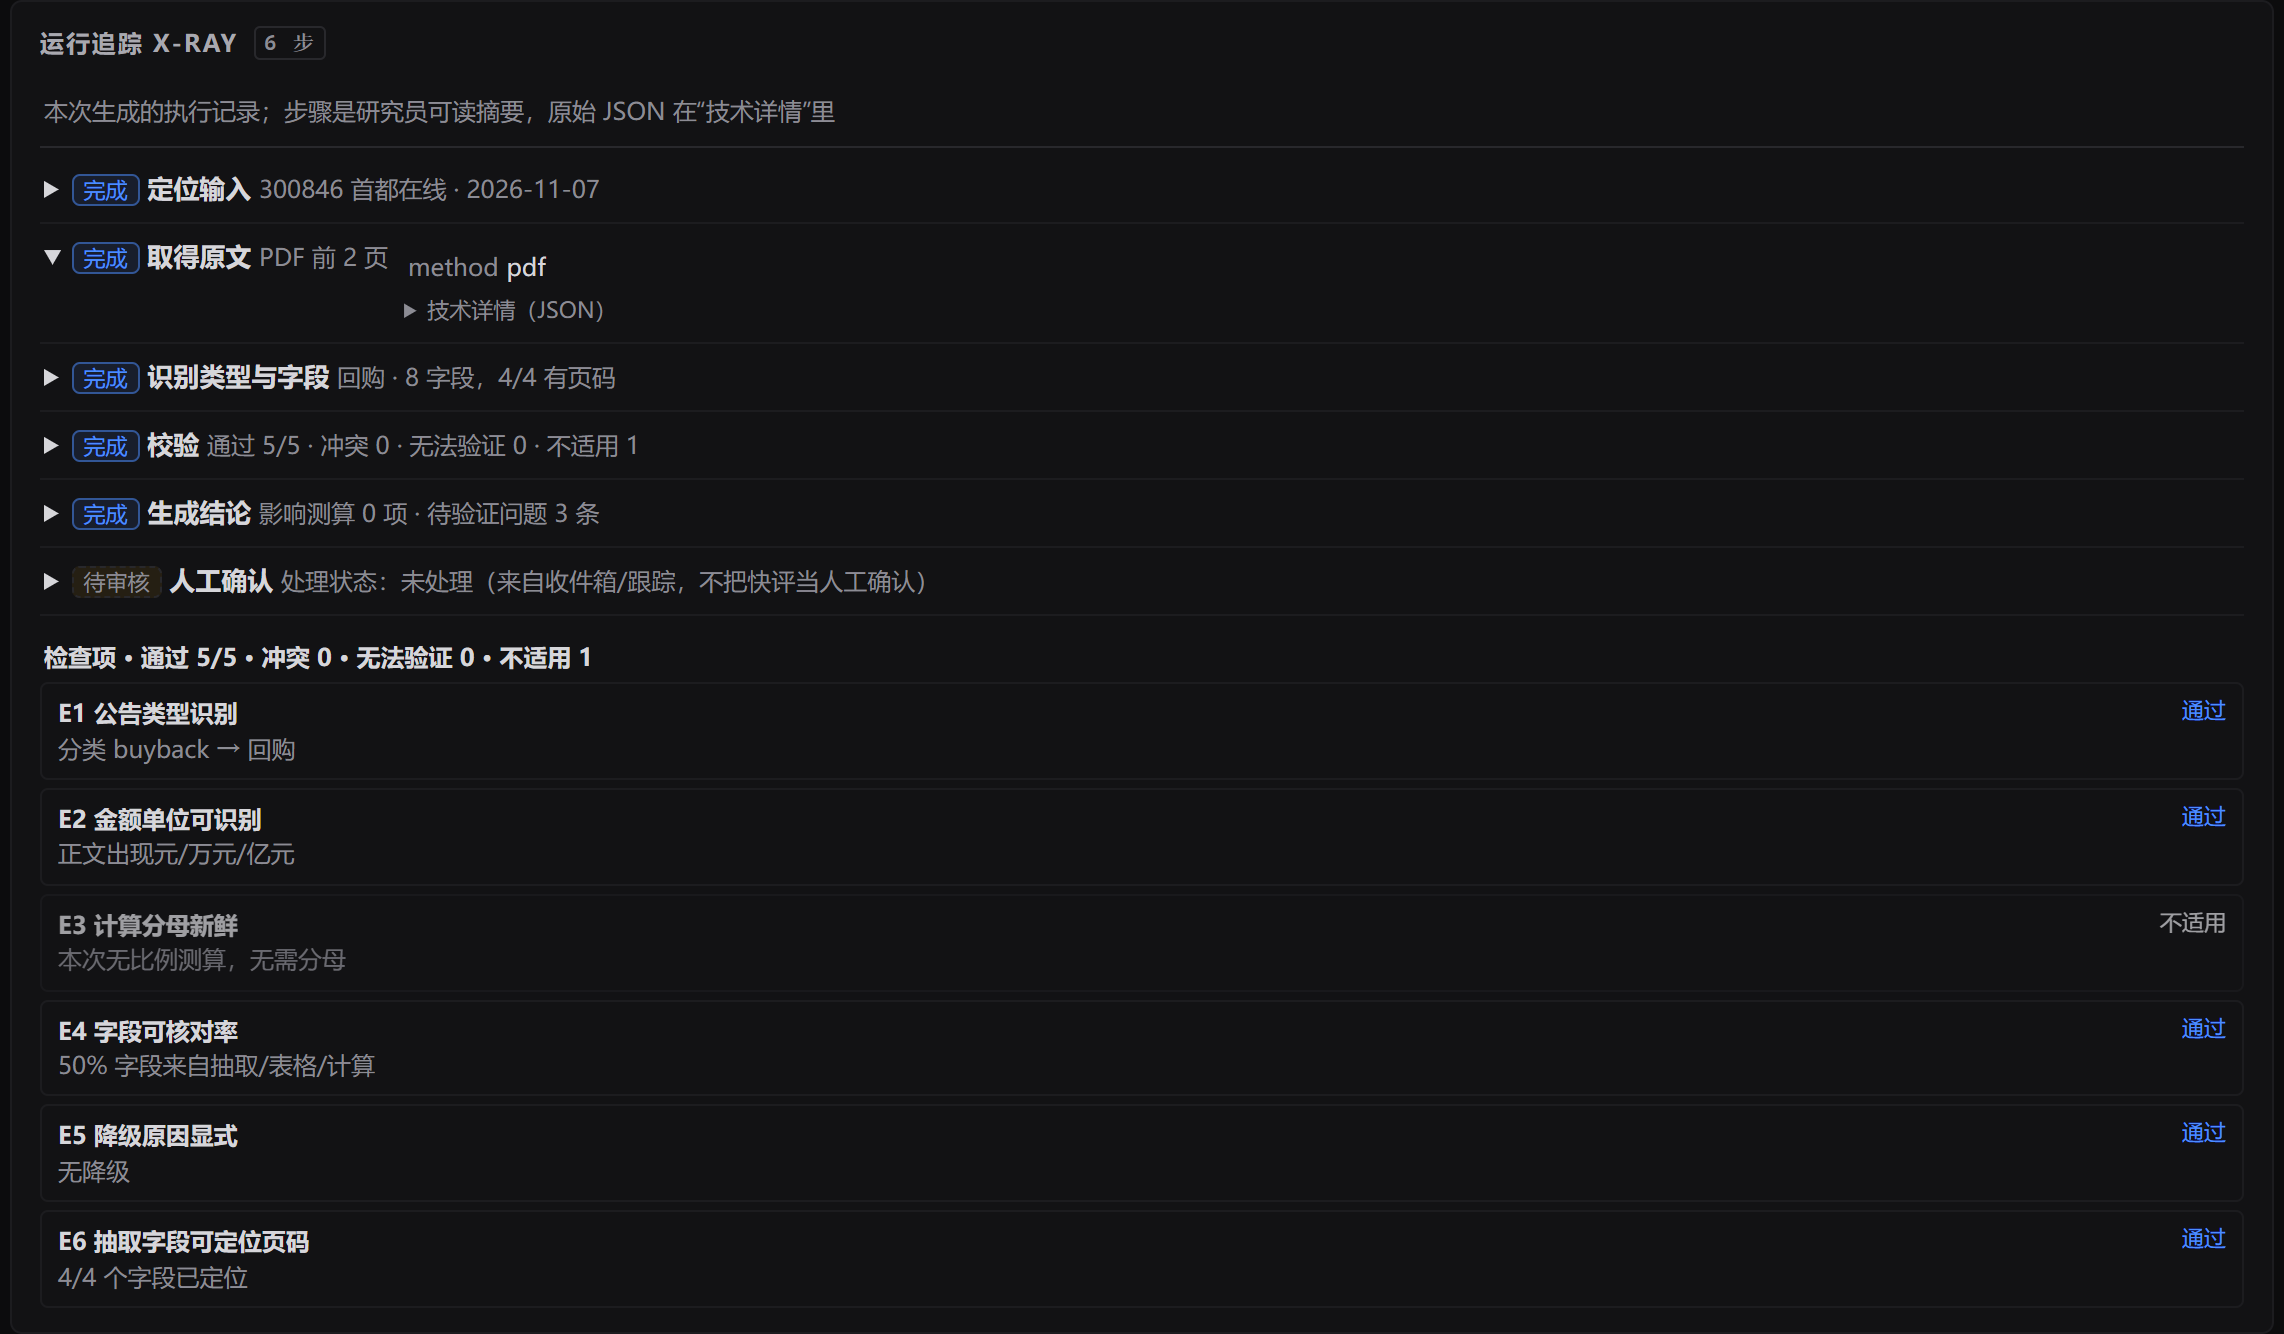 运行追踪 X-RAY 6 步
本次生成的执行记录；步骤是研究员可读摘要，原始 JSON 在“技术详情”里
完成 定位输入 300846 首都在线 · 2026-11-07
完成 取得原文 PDF 前 2 页 method pdf
技术详情（JSON）
完成 识别类型与字段 回购 · 8 字段，4/4 有页码
完成 校验 通过 5/5 · 冲突 0 · 无法验证 0 · 不适用 1
完成 生成结论 影响测算 0 项 · 待验证问题 3 条
待审核 人工确认 处理状态：未处理（来自收件箱/跟踪，不把快评当人工确认）
检查项 • 通过 5/5 • 冲突 0 • 无法验证 0 • 不适用 1
E1 公告类型识别 通过
分类 buyback → 回购
E2 金额单位可识别 通过
正文出现元/万元/亿元
E3 计算分母新鲜 不适用
本次无比例测算，无需分母
E4 字段可核对率 通过
50% 字段来自抽取/表格/计算
E5 降级原因显式 通过
无降级
E6 抽取字段可定位页码 通过
4/4 个字段已定位